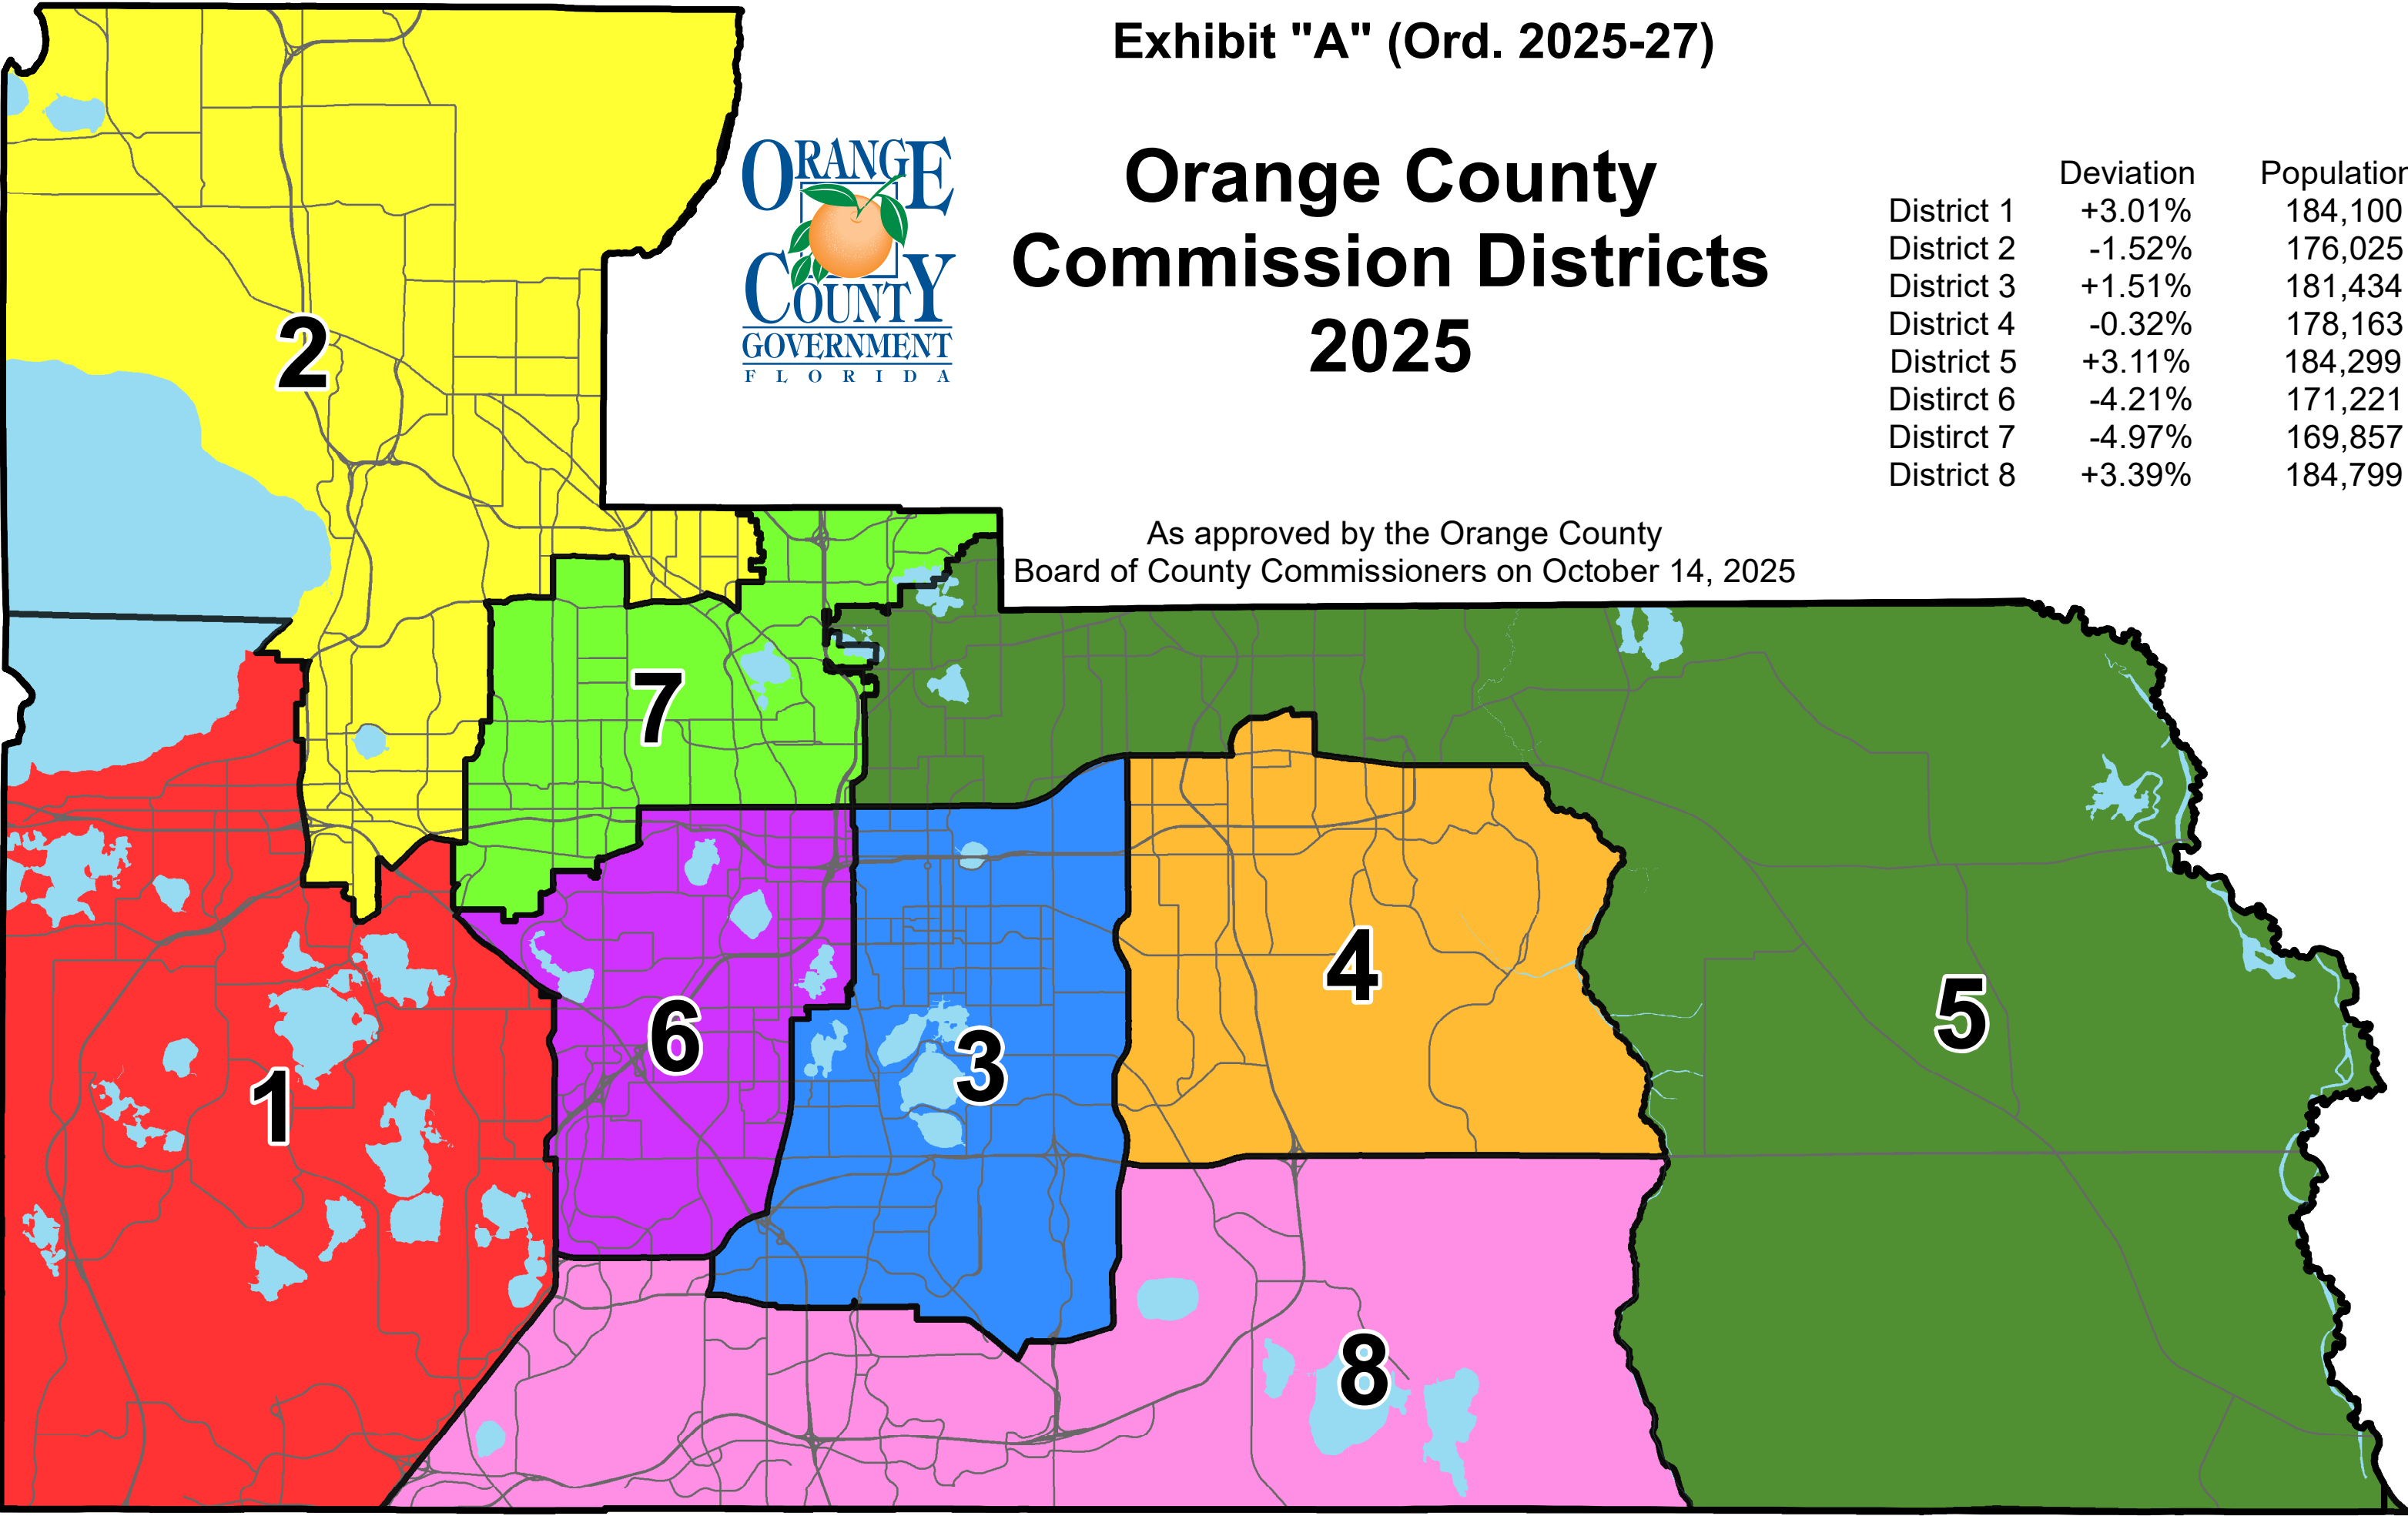 Exhibit "A" (Ord. 2025-27)
ORANGE
COUNTY
GOVERNMENT
FLORIDA
Orange County
Commission Districts
2025
Deviation Population
District 1 +3.01% 184,100
District 2 -1.52% 176,025
District 3 +1.51% 181,434
District 4 -0.32% 178,163
District 5 +3.11% 184,299
Distirct 6 -4.21% 171,221
Distirct 7 -4.97% 169,857
District 8 +3.39% 184,799
As approved by the Orange County
Board of County Commissioners on October 14, 2025
2
7
4
5
6
3
1
8